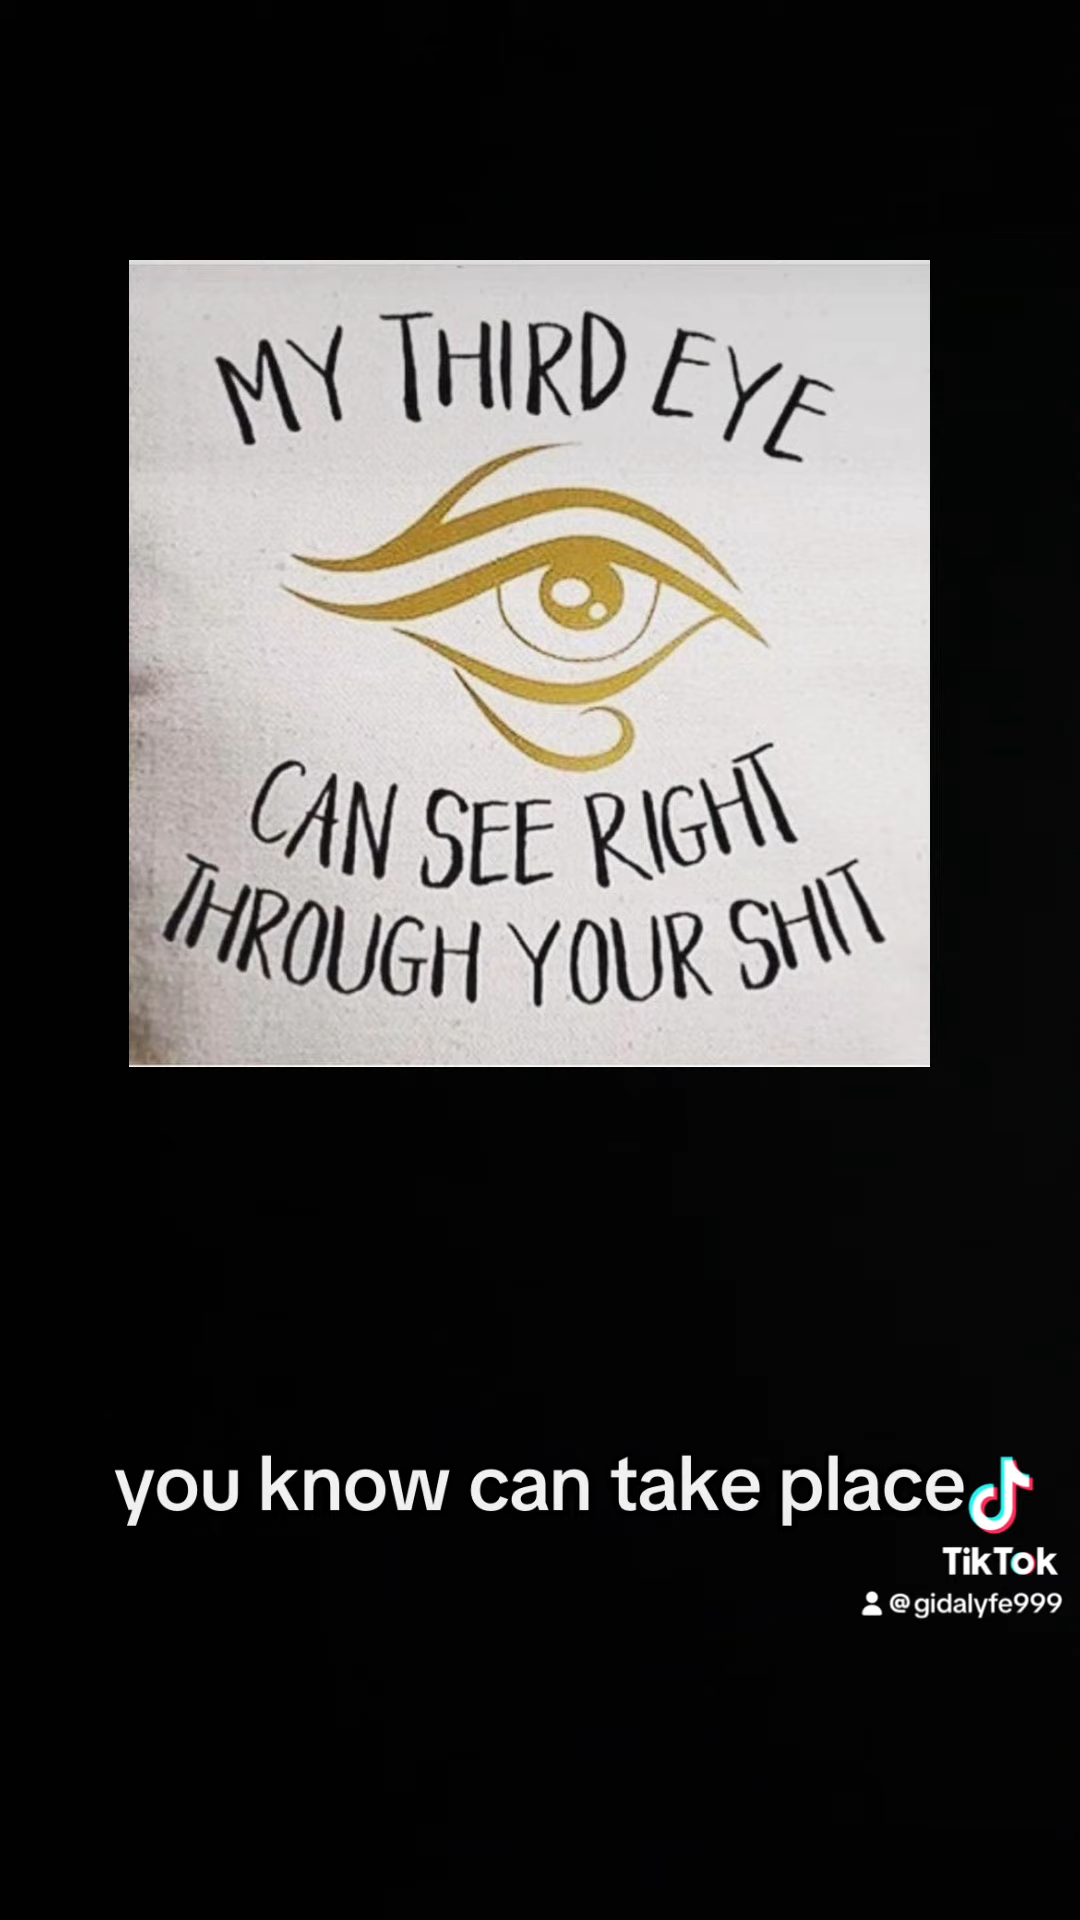 MY THIRD EYE
CAN SEE RIGHT
THROUGH YOUR SHIT
you know can take place
TikTok
@gidalyfe999